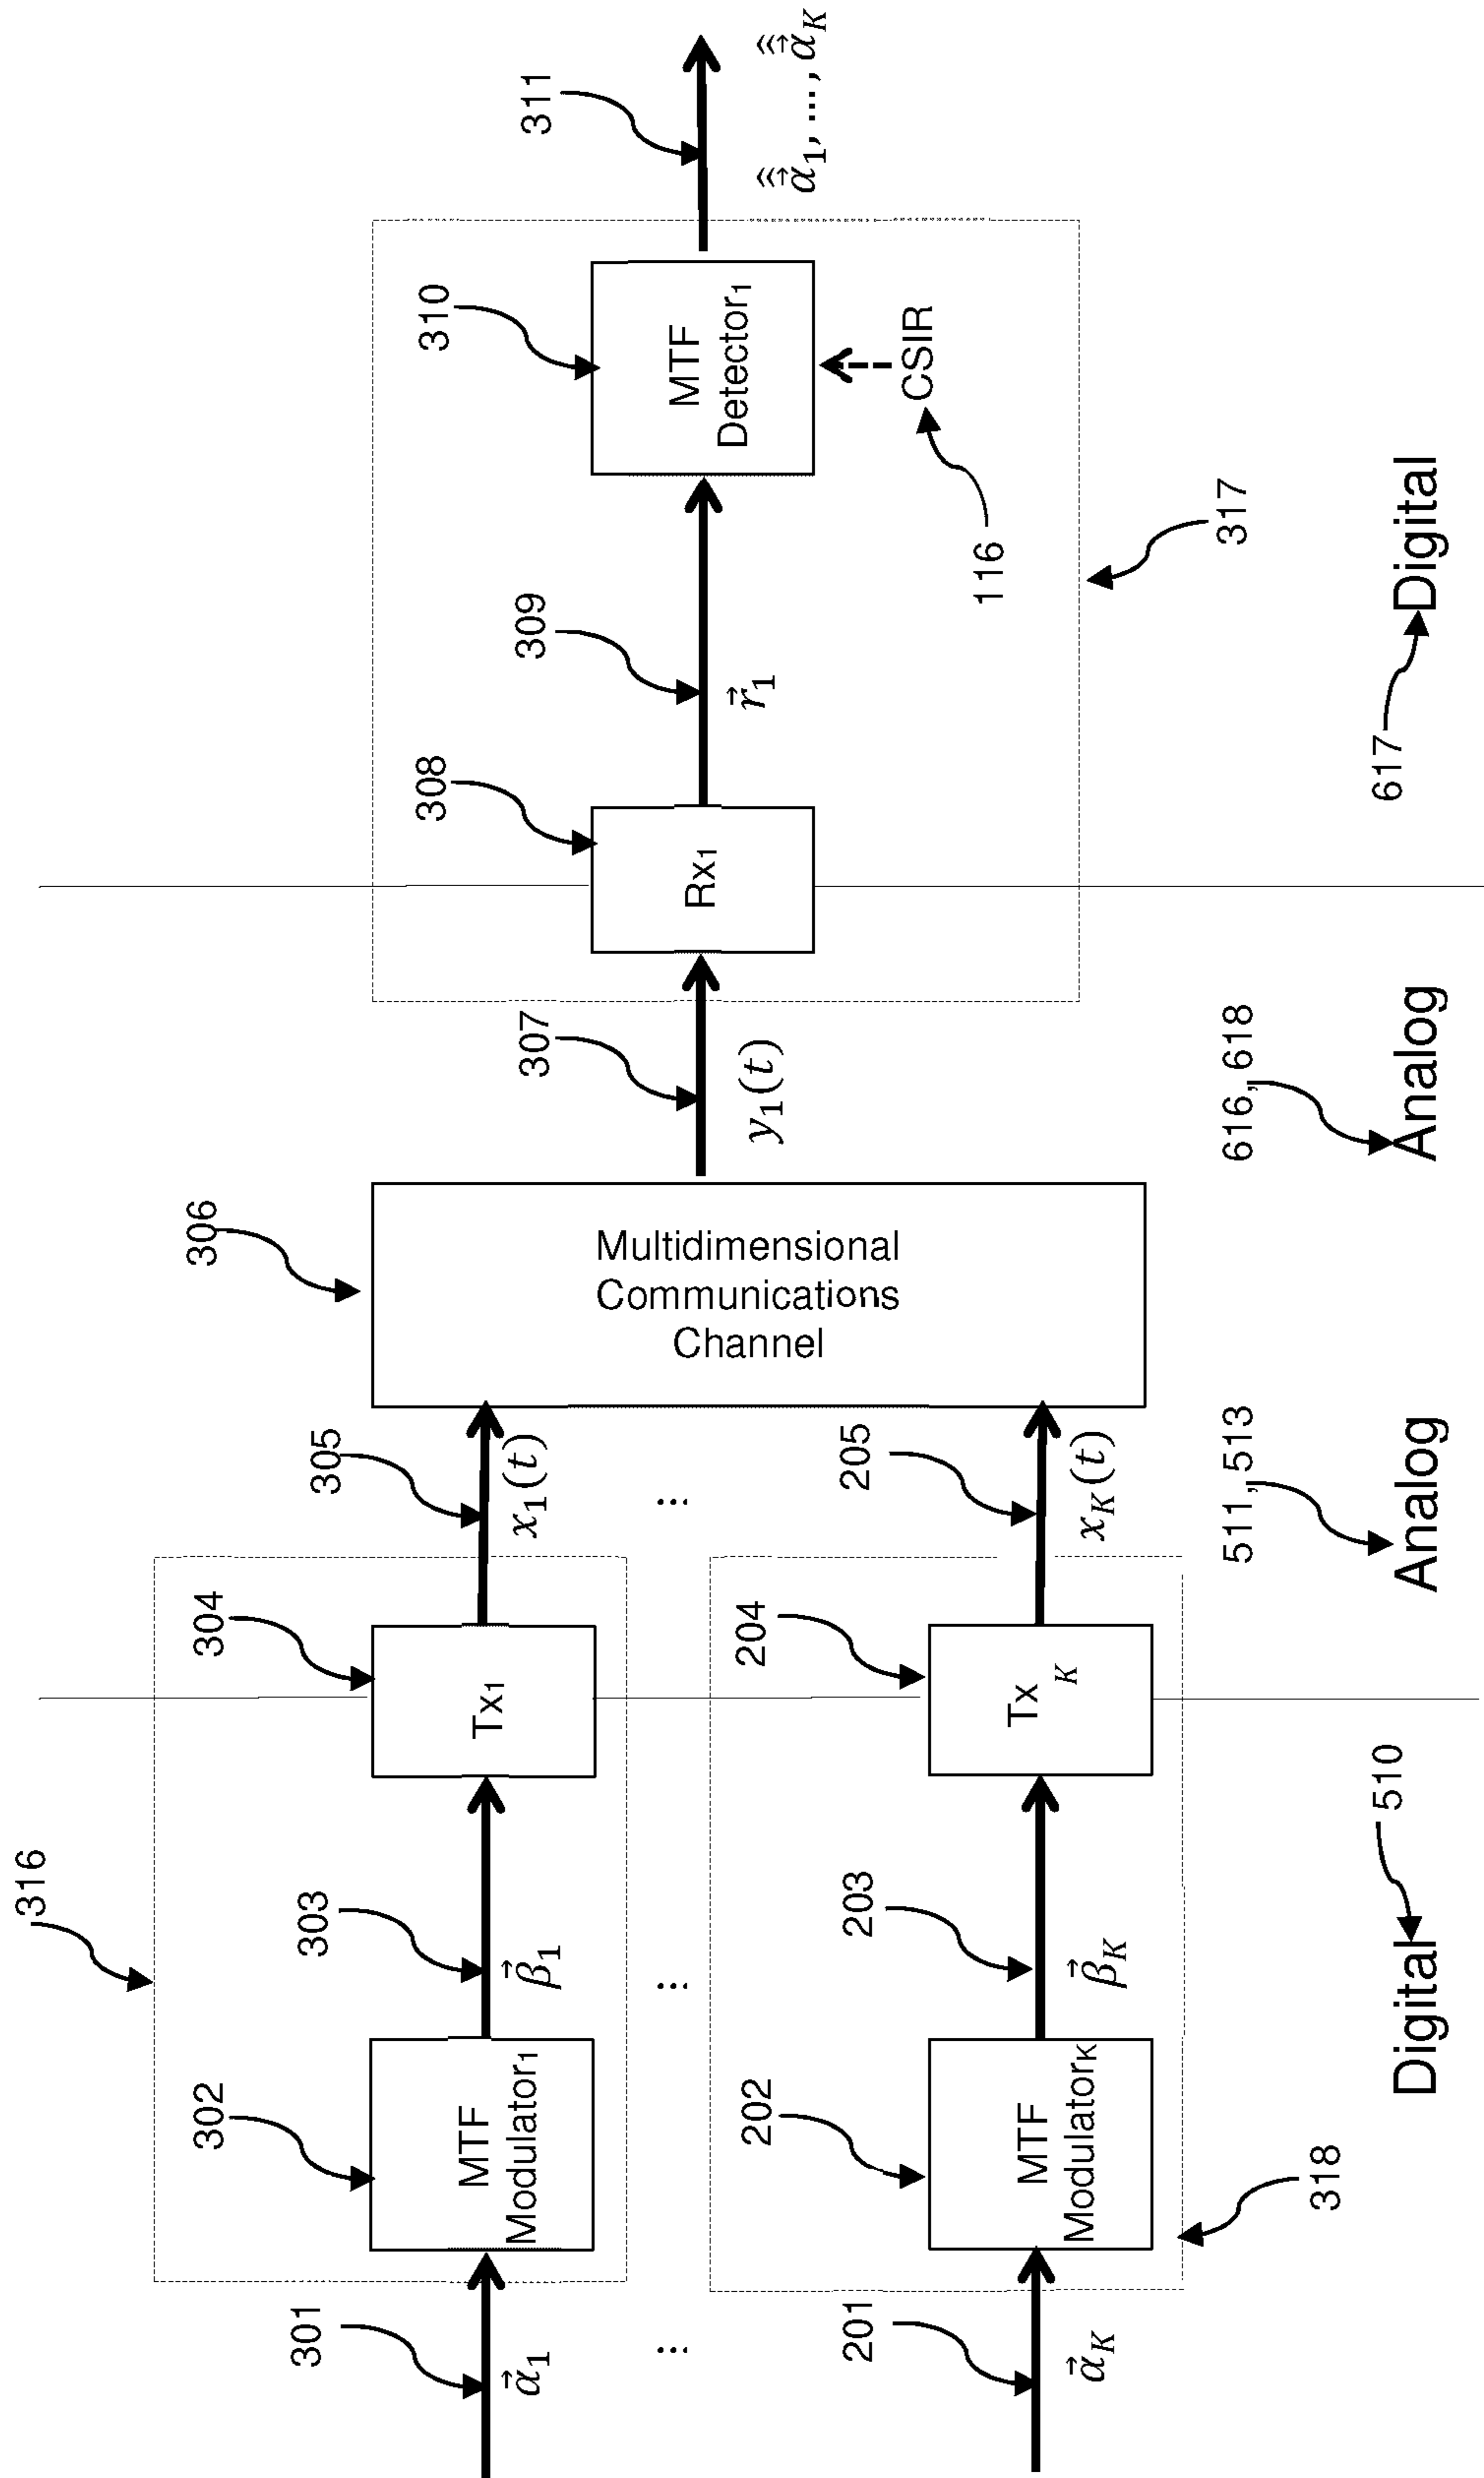 316
301
302
303
304
305
306
307
308
309
310
311
α⃗₁
MTF
Modulator₁
β⃗₁
Tx₁
x₁(t)
Multidimensional
Communications
Channel
y₁(t)
Rx₁
r⃗₁
MTF
Detector₁
α̂⃗₁, ..., α̂⃗_K
CSIR
116
...
...
...
201
202
203
204
205
α⃗_K
MTF
Modulator_K
β⃗_K
Tx
K
x_K(t)
318
317
510
511, 513
616, 618
617
Digital
Analog
Analog
Digital